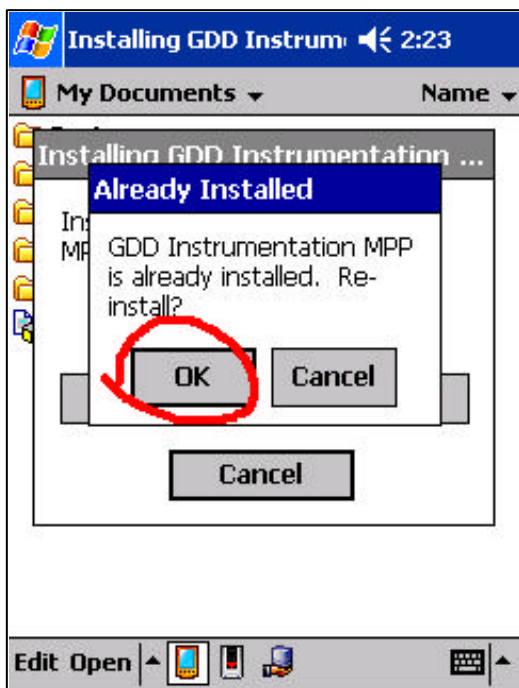 Installing GDD Instrum 2:23
My Documents Name
Installing GDD Instrumentation ...
Already Installed
GDD Instrumentation MPP
is already installed. Re-
install?
OK Cancel
Cancel
Edit Open